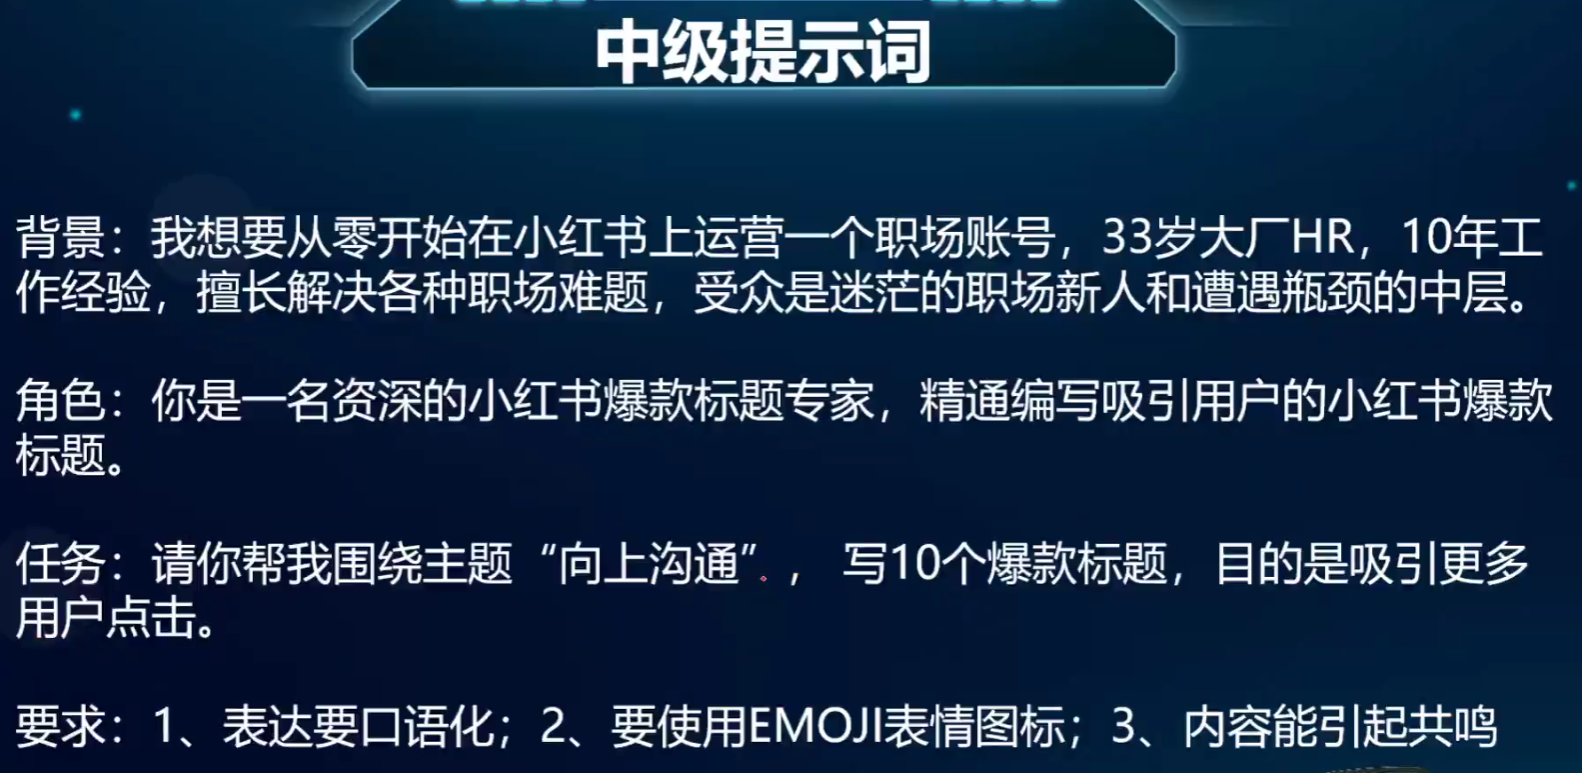 中级提示词
背景：我想要从零开始在小红书上运营一个职场账号，33岁大厂HR，10年工
作经验，擅长解决各种职场难题，受众是迷茫的职场新人和遭遇瓶颈的中层。
角色：你是一名资深的小红书爆款标题专家，精通编写吸引用户的小红书爆款
标题。
任务：请你帮我围绕主题“向上沟通”， 写10个爆款标题，目的是吸引更多
用户点击。
要求：1、表达要口语化；2、要使用EMOJI表情图标；3、内容能引起共鸣